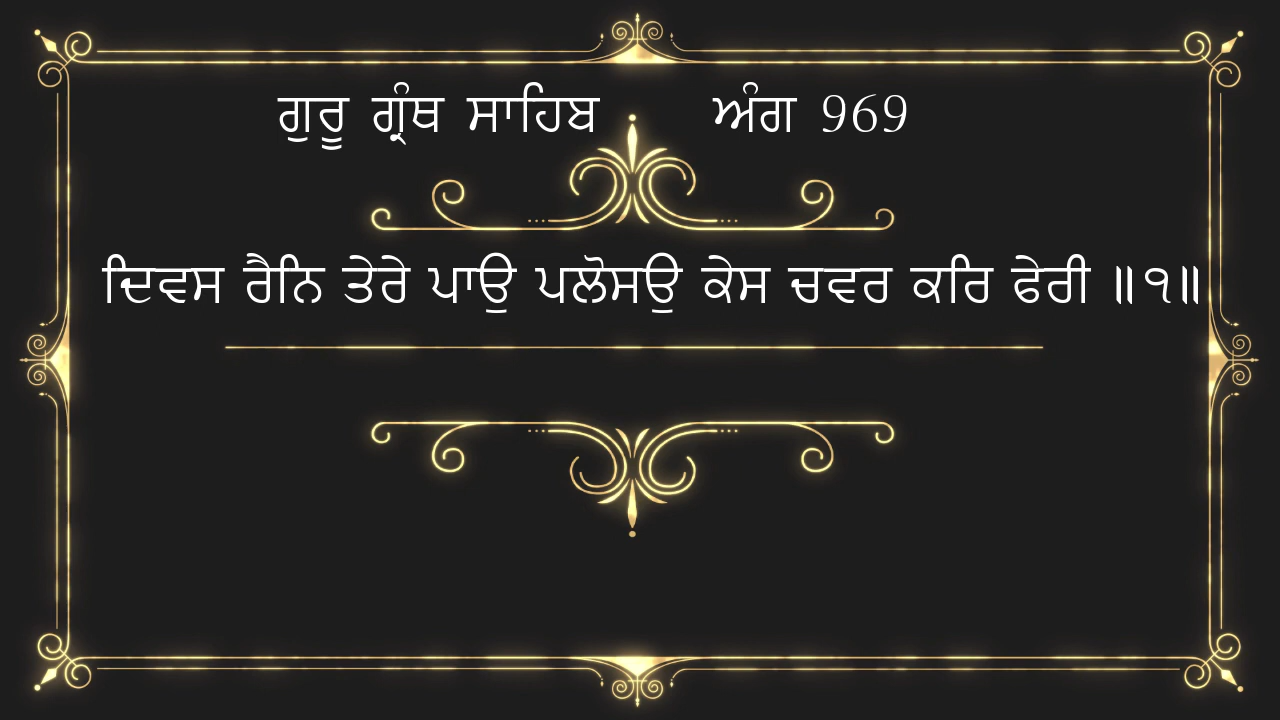 ਗੁਰੂ ਗ੍ਰੰਥ ਸਾਹਿਬ ਅੰਗ 969
ਦਿਵਸ ਰੈਨਿ ਤੇਰੇ ਪਾਉ ਪਲੋਸਉ ਕੇਸ ਚਵਰ ਕਰਿ ਫੇਰੀ ॥੧॥